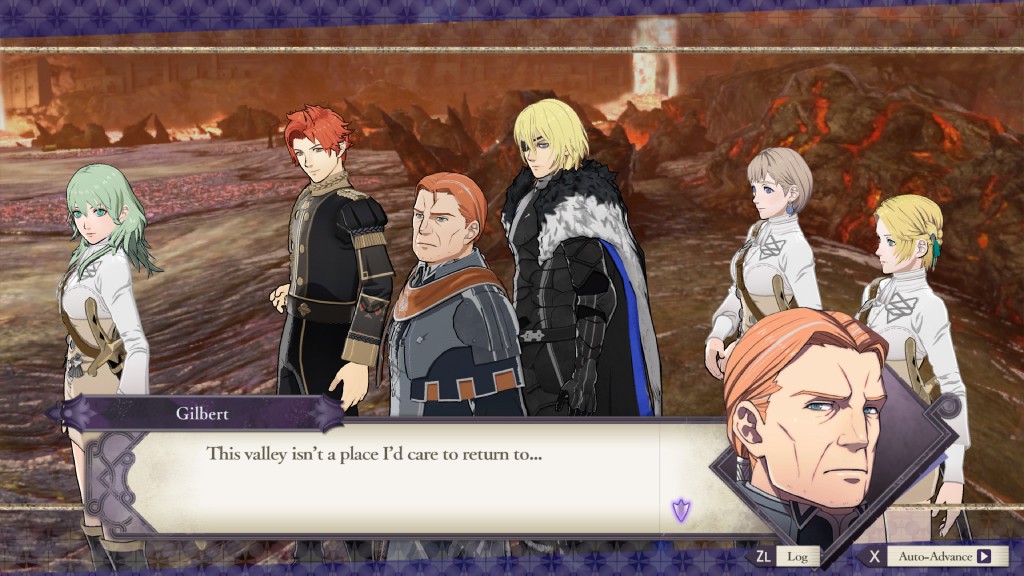 Gilbert
This valley isn't a place I'd care to return to...
ZL Log X Auto-Advance